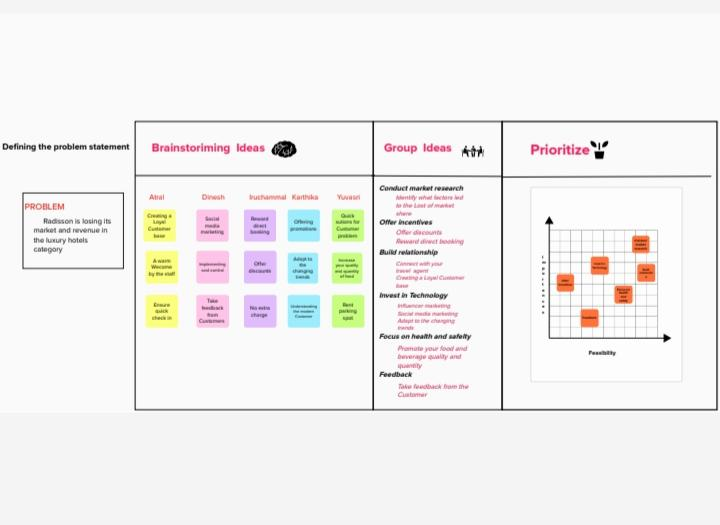 Defining the problem statement
PROBLEM
Radisson is losing its
market and revenue in
the luxury hotels
category
Brainstoriming Ideas
Atral
Dinesh
Iruchammal
Karthika
Yuvasri
Creating a
Loyel
Customer
base
Social
media
marketing
Reward
direct
booking
Offering
promotions
Quick
for
Customer
problem
A warm
Welcome
by the staff
Implementing
and control
Offer
discounts
Adapt to
the
changing
trends
Increase
your quality
and quantity
of food
Ensure
quick
check in
Take
feedback
from
Customers
No extra
charge
Understanding
the modern
Customer
Rent
parking
spot
Group Ideas
Conduct market research
Identify what factors led
to the Lost of market
share
Offer incentives
Offer discounts
Reward direct booking
Build relationship
Connect with your
travel agent
Creating a Loyel Customer
base
Invest in Technology
Influencer marketing
Social media marketing
Adapt to the changing
trends
Focus on health and safelty
Promote your food and
beverage quality and
quantity
Feedback
Take feedback from the
Customer
Prioritize
Importance
Feasibility